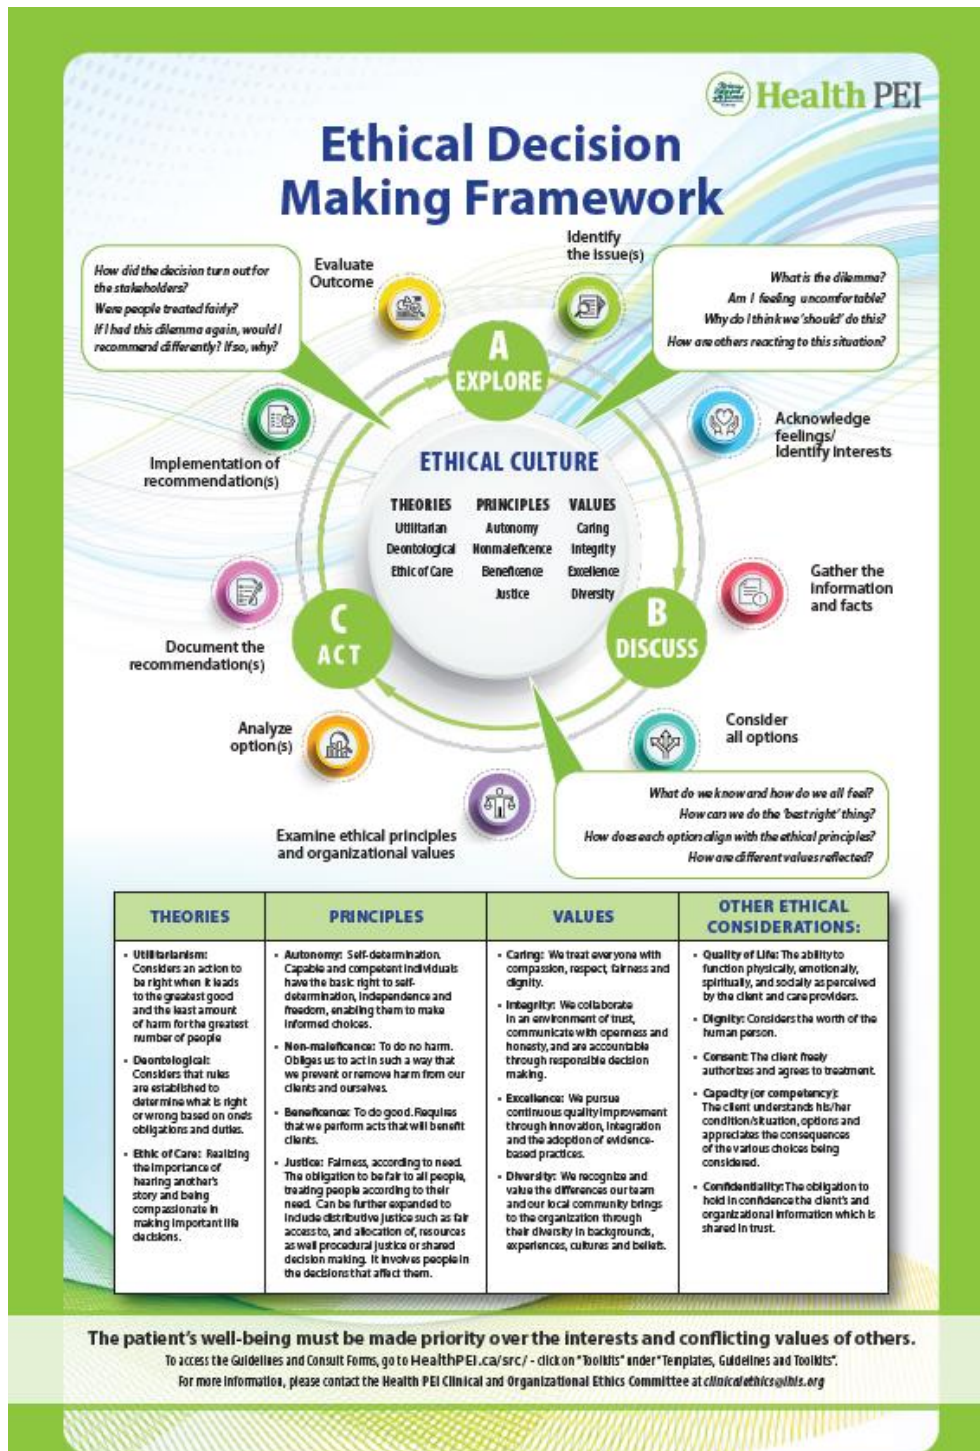 Health PEI
Ethical Decision
Making Framework
Identify
the issue(s)
Evaluate
Outcome
How did the decision turn out for
the stakeholders?
Were people treated fairly?
If I had this dilemma again, would I
recommend differently? If so, why?
What is the dilemma?
Am I feeling uncomfortable?
Why do I think we 'should' do this?
How are others reacting to this situation?
A
EXPLORE
Acknowledge
feelings/
Identify Interests
Implementation of
recommendation(s)
ETHICAL CULTURE
THEORIES PRINCIPLES VALUES
Utilitarian Autonomy Caring
Deontological Nonmaleficence Integrity
Ethic of Care Beneficence Excellence
Justice Diversity
Gather the
information
and facts
C
ACT
B
DISCUSS
Document the
recommendation(s)
Analyze
option(s)
Consider
all options
Examine ethical principles
and organizational values
What do we know and how do we all feel?
How can we do the 'best right' thing?
How does each option align with the ethical principles?
How are different values reflected?
THEORIES
• Utilitarianism:
Considers an action to
be right when it leads
to the greatest good
and the least amount
of harm for the greatest
number of people
• Deontological:
Considers that rules
are established to
determine what is right
or wrong based on one's
obligations and duties.
• Ethic of Care: Realizing
the importance of
hearing another's
story and being
compassionate in
making important life
decisions.
PRINCIPLES
• Autonomy: Self-determination.
Capable and competent individuals
have the basic right to self-
determination, independence and
freedom, enabling them to make
informed choices.
• Non-maleficence: To do no harm.
Obliges us to act in such a way that
we prevent or remove harm from our
clients and ourselves.
• Beneficence: To do good. Requires
that we perform acts that will benefit
clients.
• Justice: Fairness, according to need.
The obligation to be fair to all people,
treating people according to their
need. Can be further expanded to
include distributive justice such as fair
access to, and allocation of, resources
as well procedural justice or shared
decision making. It involves people in
the decisions that affect them.
VALUES
• Caring: We treat everyone with
compassion, respect, fairness and
dignity.
• Integrity: We collaborate
in an environment of trust,
communicate with openness and
honesty, and are accountable
through responsible decision
making.
• Excellence: We pursue
continuous quality improvement
through innovation, integration
and the adoption of evidence-
based practices.
• Diversity: We recognize and
value the differences our team
and our local community brings
to the organization through
their diversity in backgrounds,
experiences, cultures and beliefs.
OTHER ETHICAL
CONSIDERATIONS:
• Quality of Life: The ability to
function physically, emotionally,
spiritually, and socially as perceived
by the client and care providers.
• Dignity: Considers the worth of the
human person.
• Consent: The client freely
authorizes and agrees to treatment.
• Capacity (or competency):
The client understands his/her
condition/situation, options and
appreciates the consequences
of the various choices being
considered.
• Confidentiality: The obligation to
hold in confidence the client's and
organizational information which is
shared in trust.
The patient's well-being must be made priority over the interests and conflicting values of others.
To access the Guidelines and Consult Forms, go to HealthPEI.ca/src/ - click on "Toolkits" under "Templates, Guidelines and Toolkits".
For more information, please contact the Health PEI Clinical and Organizational Ethics Committee at clinicalethics@ihis.org